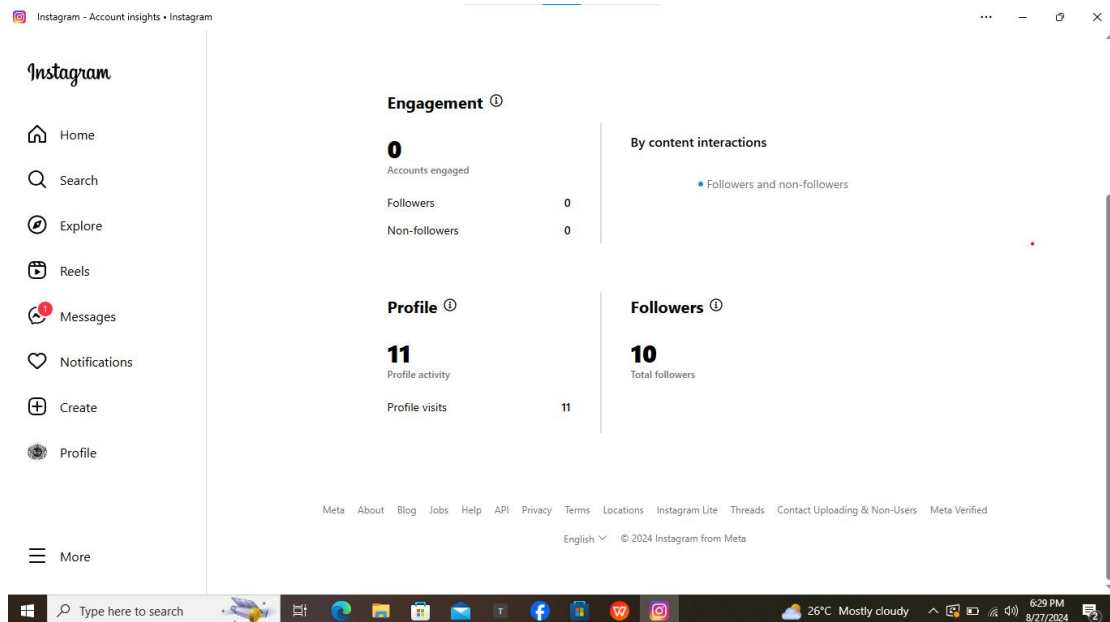 Instagram - Account insights • Instagram
Instagram
Home
Search
Explore
Reels
1
Messages
Notifications
Create
Profile
More
Engagement
0
Accounts engaged
Followers 0
Non-followers 0
By content interactions
Followers and non-followers
Profile
11
Profile activity
Profile visits 11
Followers
10
Total followers
Meta About Blog Jobs Help API Privacy Terms Locations Instagram Lite Threads Contact Uploading & Non-Users Meta Verified
English © 2024 Instagram from Meta
Type here to search
26°C Mostly cloudy
6:29 PM
8/27/2024
2